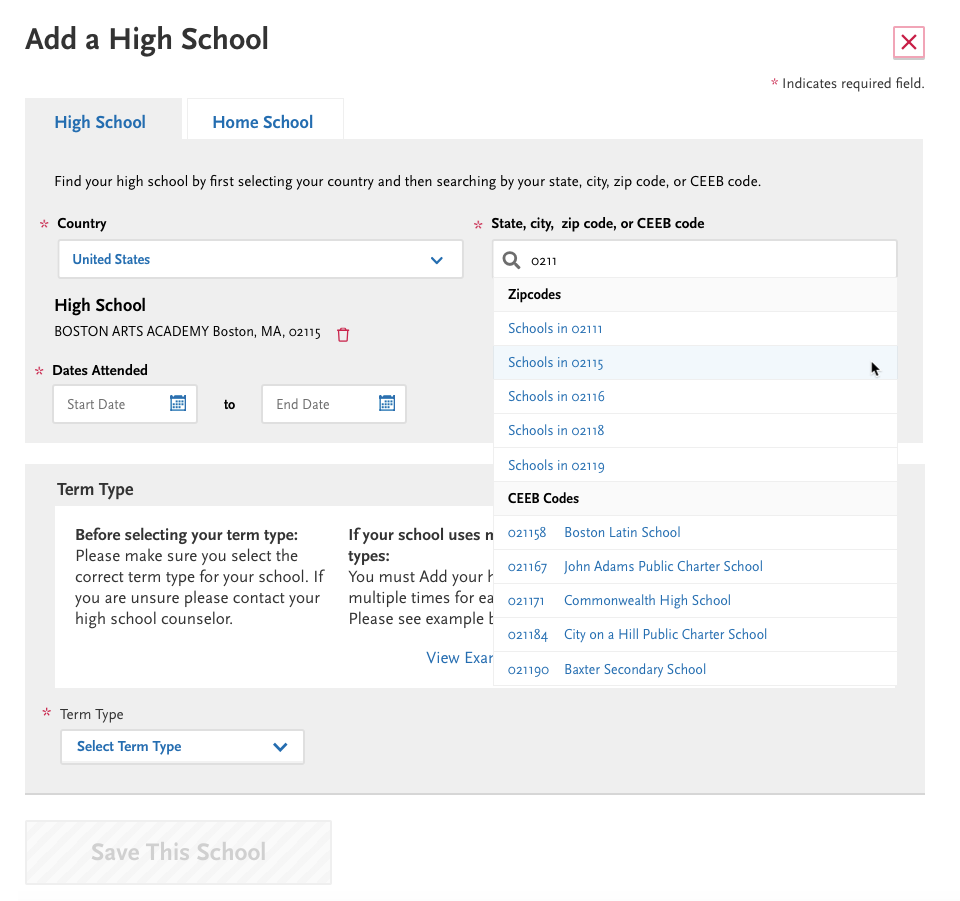 Add a High School
* Indicates required field.
High School
Home School
Find your high school by first selecting your country and then searching by your state, city, zip code, or CEEB code.
* Country
United States
* State, city, zip code, or CEEB code
0211
Zipcodes
Schools in 02111
Schools in 02115
Schools in 02116
Schools in 02118
Schools in 02119
CEEB Codes
021158 Boston Latin School
021167 John Adams Public Charter School
021171 Commonwealth High School
021184 City on a Hill Public Charter School
021190 Baxter Secondary School
High School
BOSTON ARTS ACADEMY Boston, MA, 02115
* Dates Attended
Start Date
to
End Date
Term Type
Before selecting your term type:
Please make sure you select the
correct term type for your school. If
you are unsure please contact your
high school counselor.
If your school uses
types:
You must Add your
multiple times for
Please see example
View
* Term Type
Select Term Type
Save This School